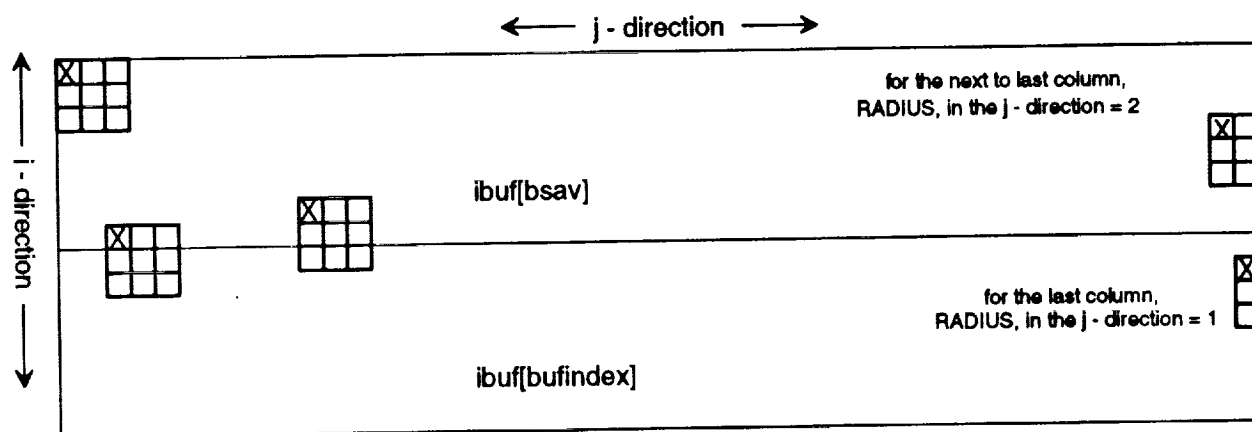 j - direction
for the next to last column,
RADIUS, in the j - direction = 2
X
X
i - direction
ibuf[bsav]
X
X
X
for the last column,
RADIUS, in the j - direction = 1
ibuf[bufindex]